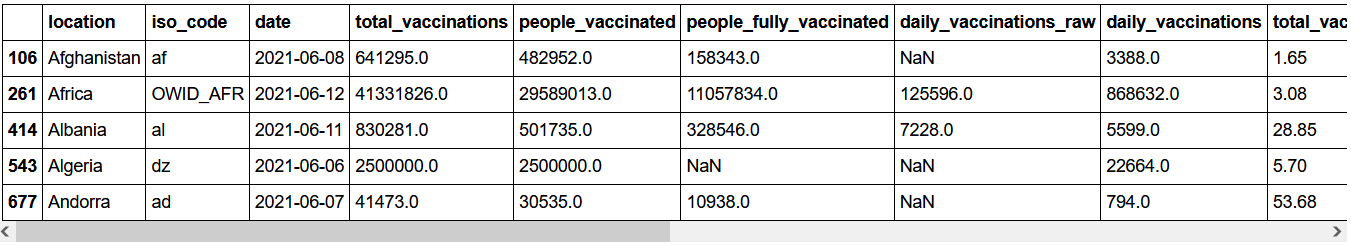 location iso_code date total_vaccinations people_vaccinated people_fully_vaccinated daily_vaccinations_raw daily_vaccinations total_vac
106 Afghanistan af 2021-06-08 641295.0 482952.0 158343.0 NaN 3388.0 1.65
261 Africa OWID_AFR 2021-06-12 41331826.0 29589013.0 11057834.0 125596.0 868632.0 3.08
414 Albania al 2021-06-11 830281.0 501735.0 328546.0 7228.0 5599.0 28.85
543 Algeria dz 2021-06-06 2500000.0 2500000.0 NaN NaN 22664.0 5.70
677 Andorra ad 2021-06-07 41473.0 30535.0 10938.0 NaN 794.0 53.68